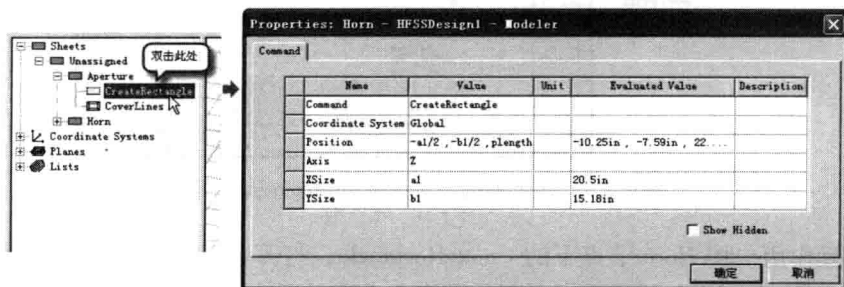 Sheets
Unassigned
Aperture
CreateRectangle
CoverLines
Horn
Coordinate Systems
Planes
Lists
双击此处
Properties: Horn - HFSSDesign1 - Modeler
Command
Name Value Unit Evaluated Value Description
Command CreateRectangle
Coordinate System Global
Position -a1/2 ,-b1/2 ,plength -10.25in , -7.59in , 22....
Axis Z
XSize a1 20.5in
YSize b1 15.18in
Show Hidden
确定 取消